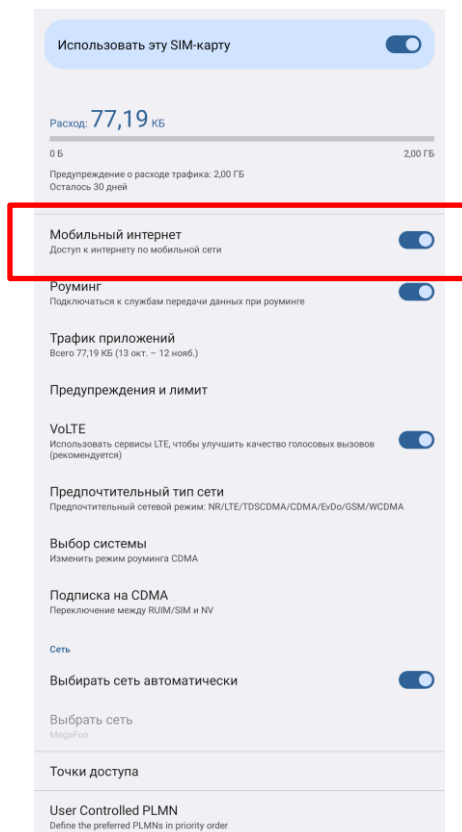 Использовать эту SIM-карту
Расход: 77,19 КБ
0 Б 2,00 ГБ
Предупреждение о расходе трафика: 2,00 ГБ
Осталось 30 дней
Мобильный интернет
Доступ к интернету по мобильной сети
Роуминг
Подключаться к службам передачи данных при роуминге
Трафик приложений
Всего 77,19 КБ (13 окт. – 12 нояб.)
Предупреждения и лимит
VoLTE
Использовать сервисы LTE, чтобы улучшить качество голосовых вызовов
(рекомендуется)
Предпочтительный тип сети
Предпочтительный сетевой режим: NR/LTE/TDSCDMA/CDMA/EvDo/GSM/WCDMA
Выбор системы
Изменить режим роуминга CDMA
Подписка на CDMA
Переключение между RUIM/SIM и NV
Сеть
Выбирать сеть автоматически
Выбрать сеть
MegaFon
Точки доступа
User Controlled PLMN
Define the preferred PLMNs in priority order